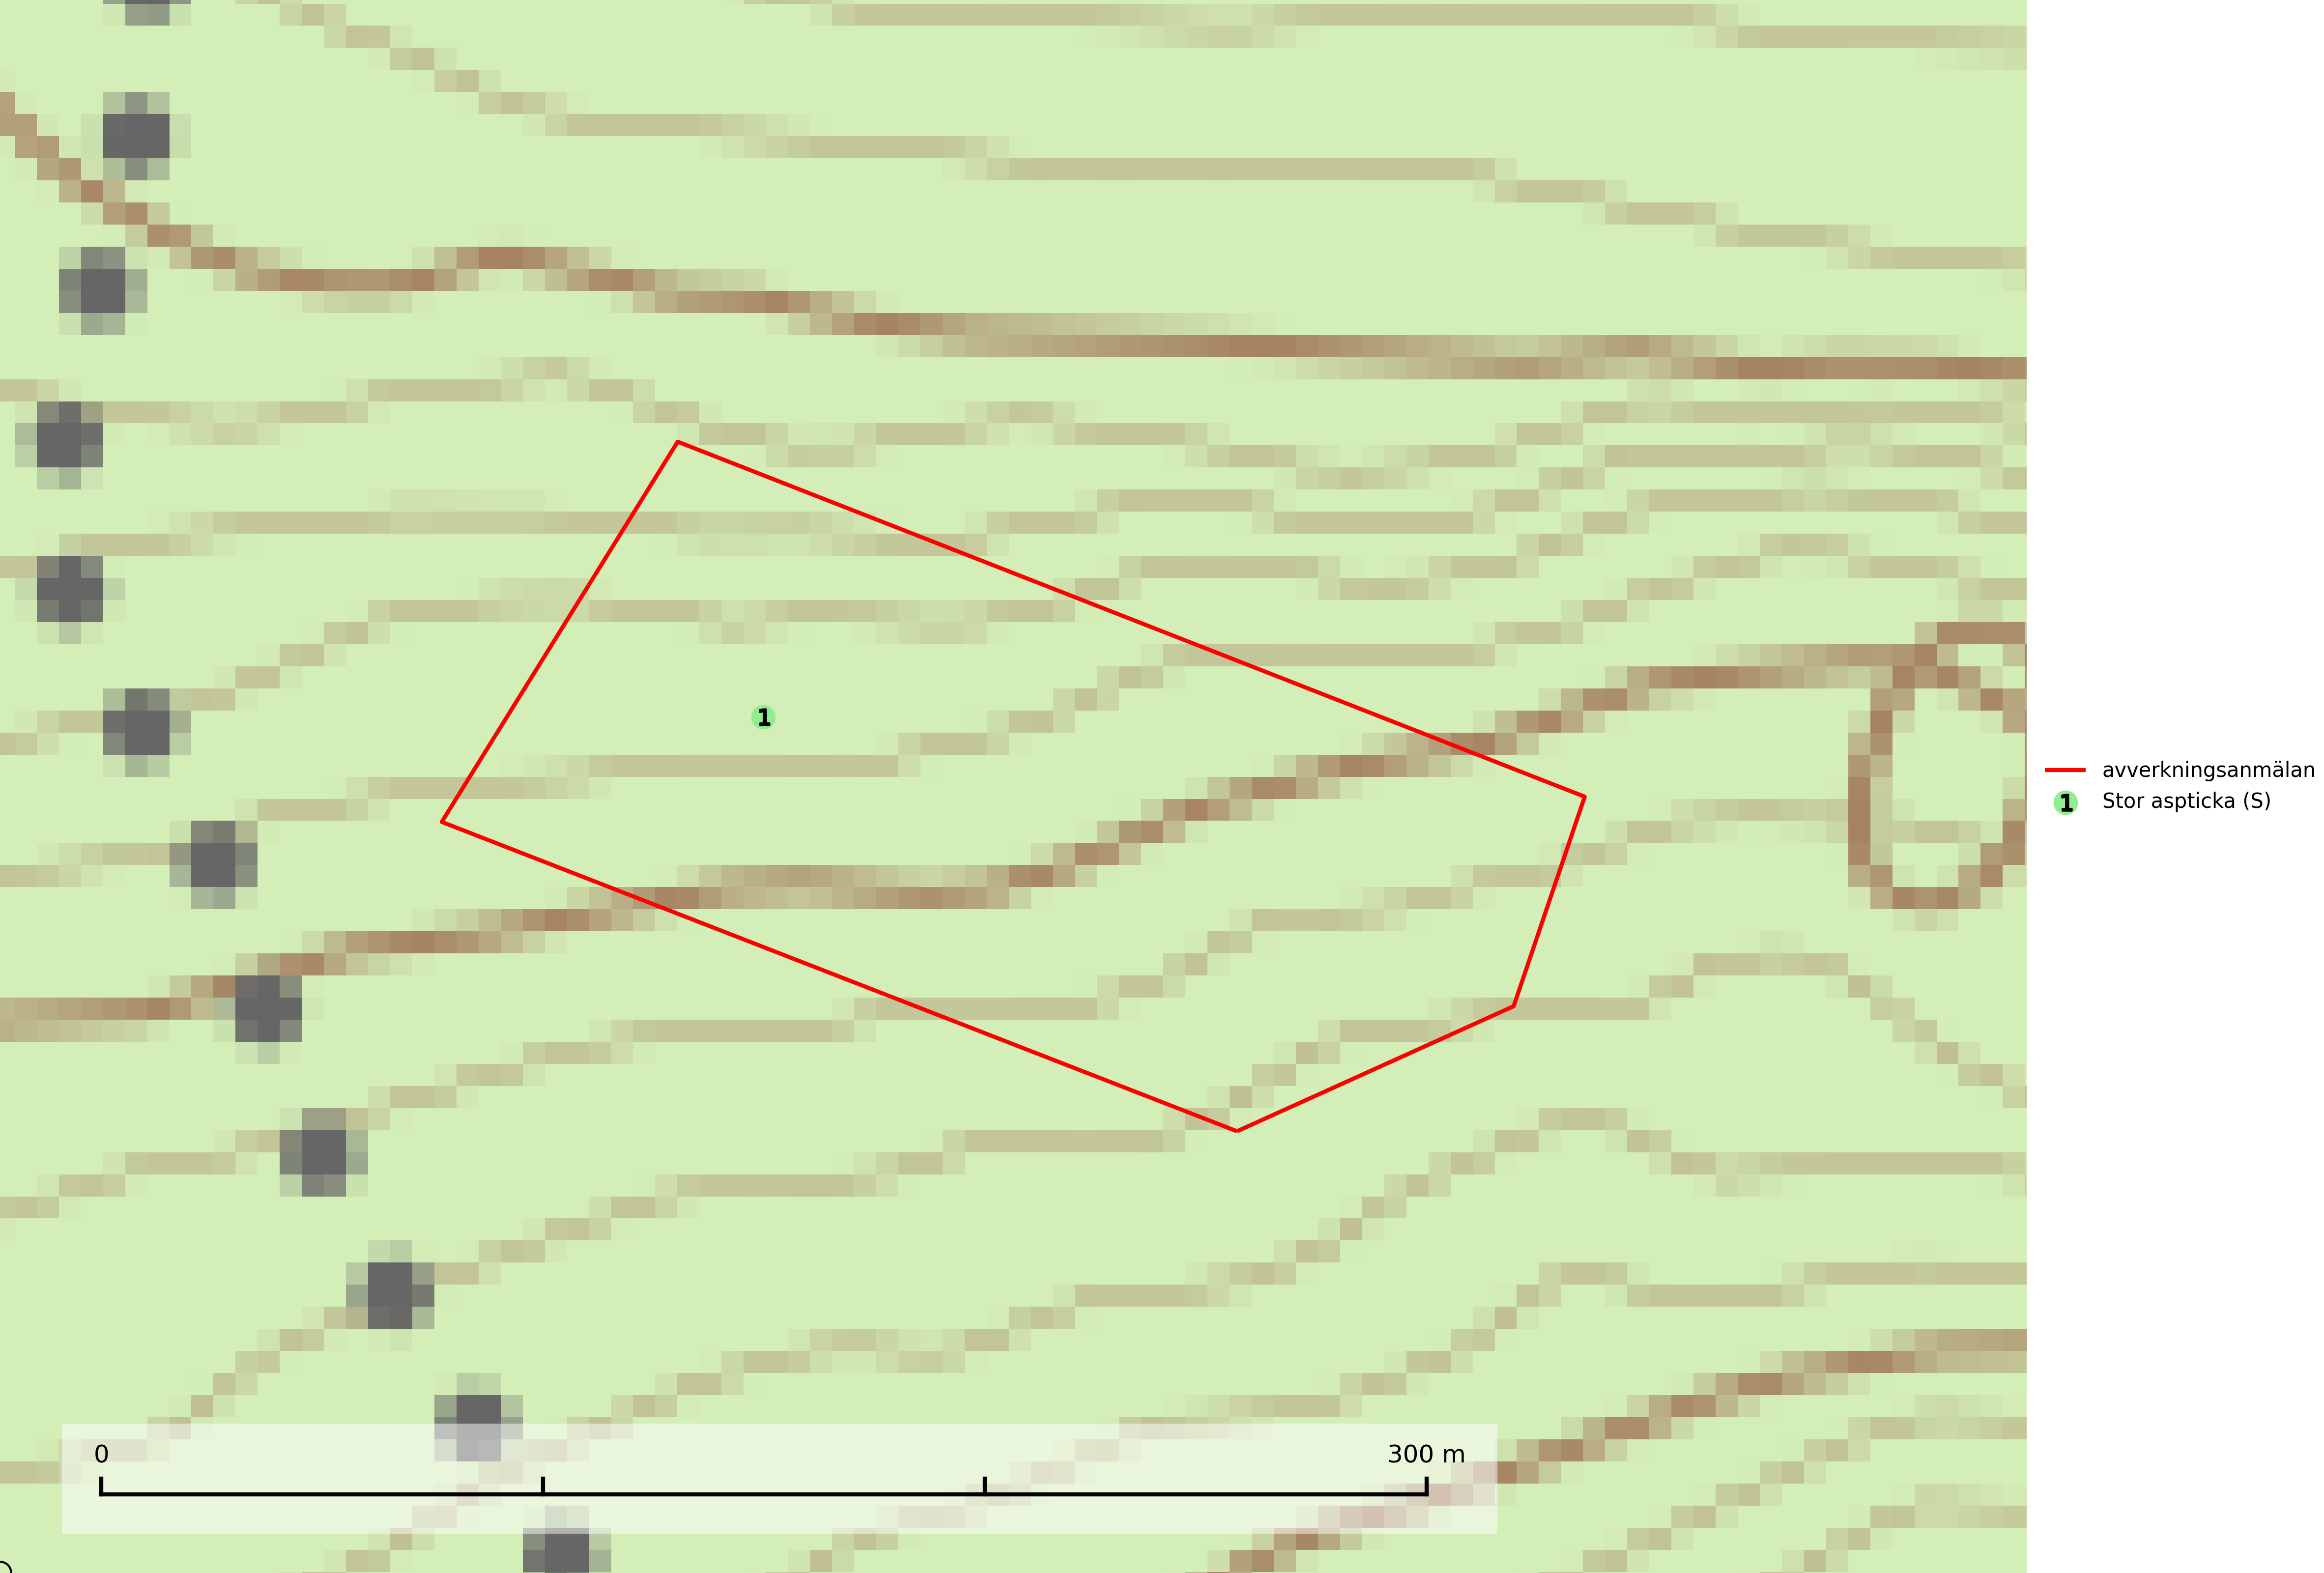 1
avverkningsanmälan
1 Stor aspticka (S)
0 300 m